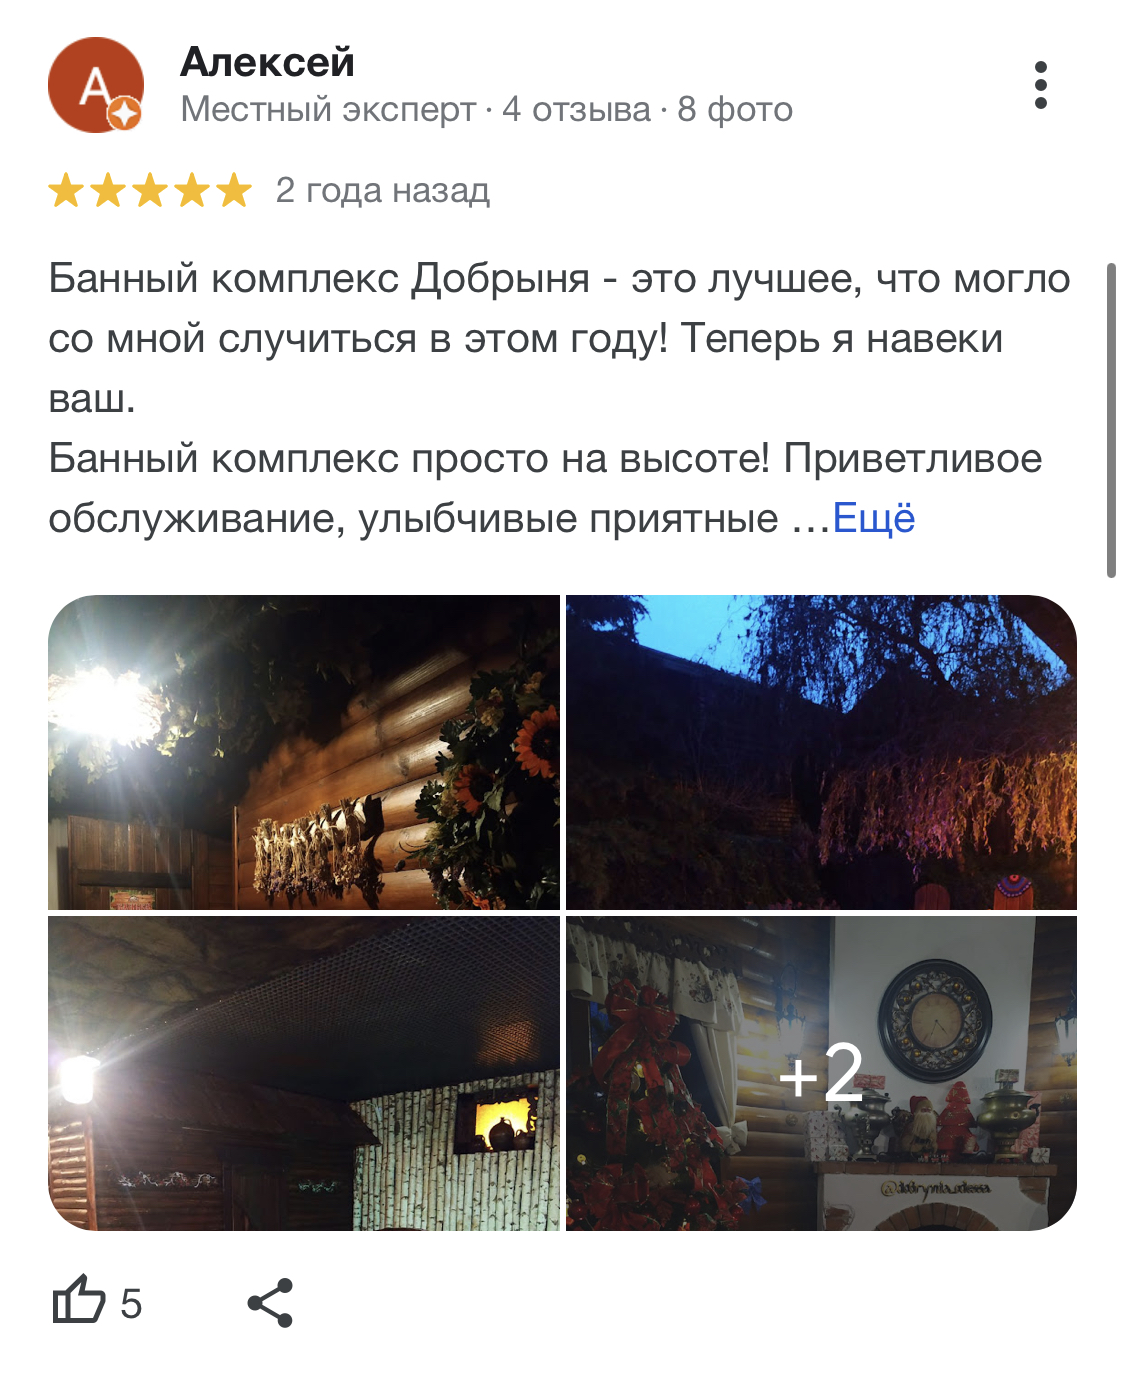 А
Алексей
Местный эксперт · 4 отзыва · 8 фото
2 года назад
Банный комплекс Добрыня - это лучшее, что могло
со мной случиться в этом году! Теперь я навеки
ваш.
Банный комплекс просто на высоте! Приветливое
обслуживание, улыбчивые приятные …Ещё
+2
5